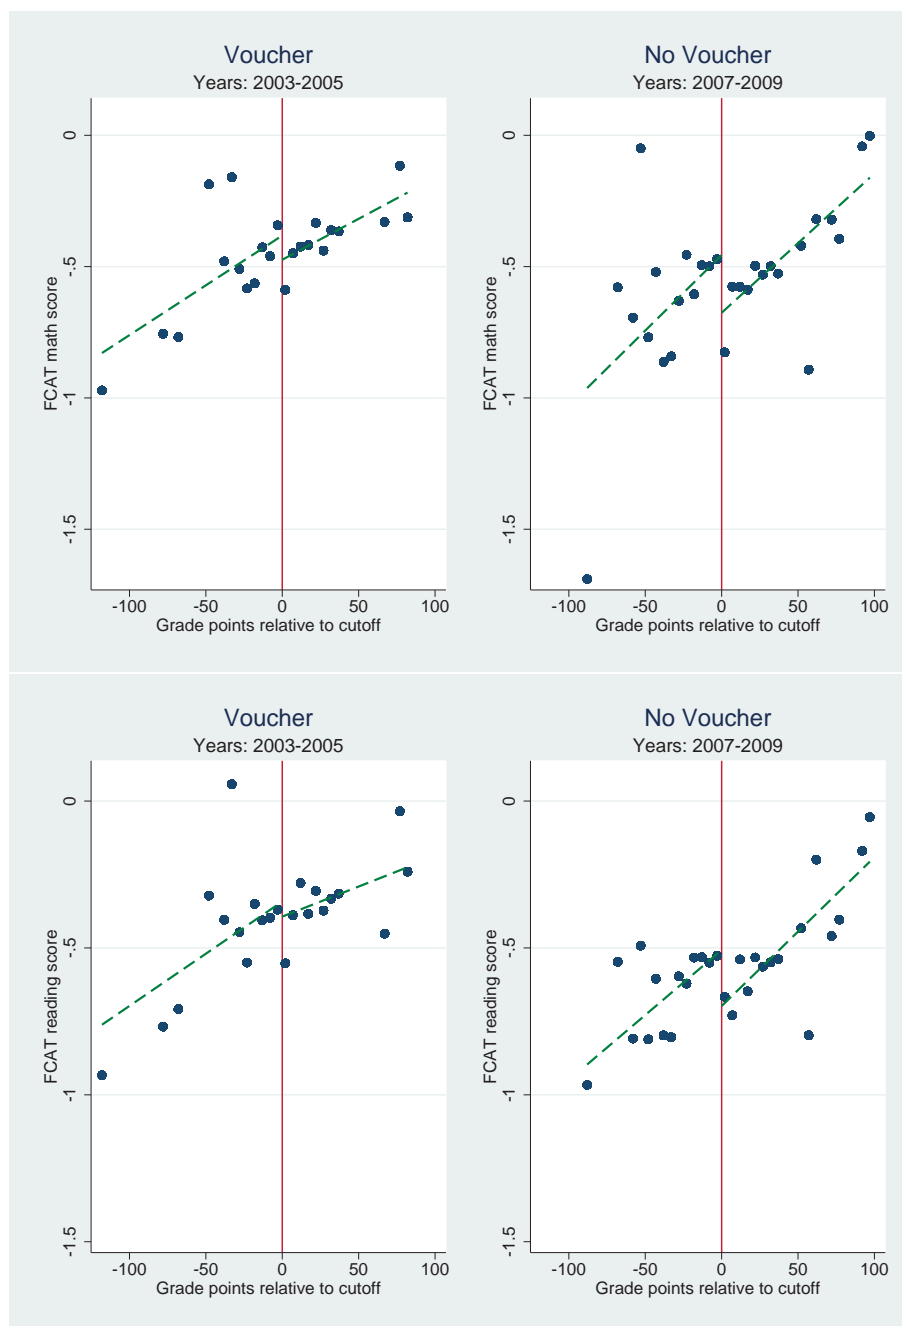 Voucher
Years: 2003-2005
0
-.5
-1
-1.5
FCAT math score
-100 -50 0 50 100
Grade points relative to cutoff
No Voucher
Years: 2007-2009
0
-.5
-1
-1.5
FCAT math score
-100 -50 0 50 100
Grade points relative to cutoff
Voucher
Years: 2003-2005
0
-.5
-1
-1.5
FCAT reading score
-100 -50 0 50 100
Grade points relative to cutoff
No Voucher
Years: 2007-2009
0
-.5
-1
-1.5
FCAT reading score
-100 -50 0 50 100
Grade points relative to cutoff